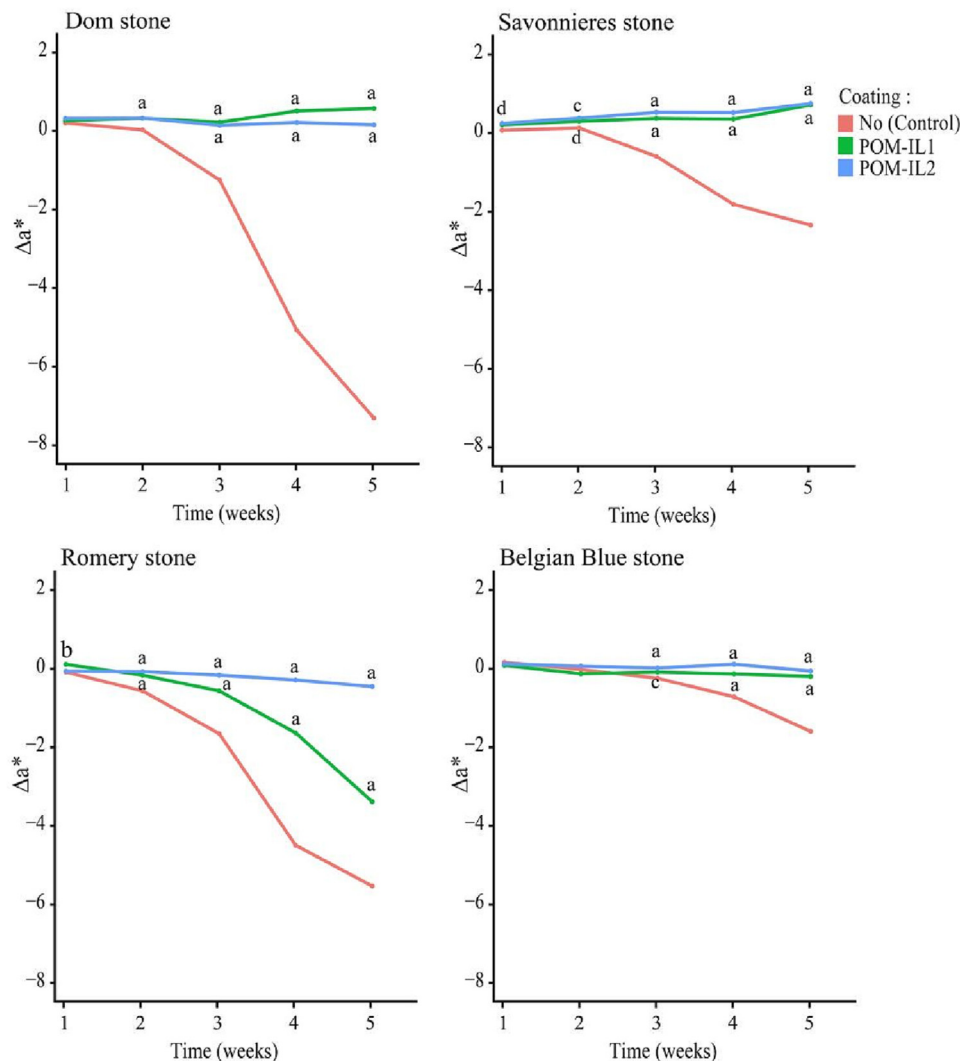 Dom stone
2
0
−2
−4
−6
−8
Δa*
a a a a
a a a
1 2 3 4 5
Time (weeks)
Savonnieres stone
2
0
−2
−4
−6
−8
Δa*
d c a a a
d a a a
1 2 3 4 5
Time (weeks)
Coating :
No (Control)
POM-IL1
POM-IL2
Romery stone
2
0
−2
−4
−6
−8
Δa*
b a a a a
a a a a
1 2 3 4 5
Time (weeks)
Belgian Blue stone
2
0
−2
−4
−6
−8
Δa*
a a a
c a a
1 2 3 4 5
Time (weeks)